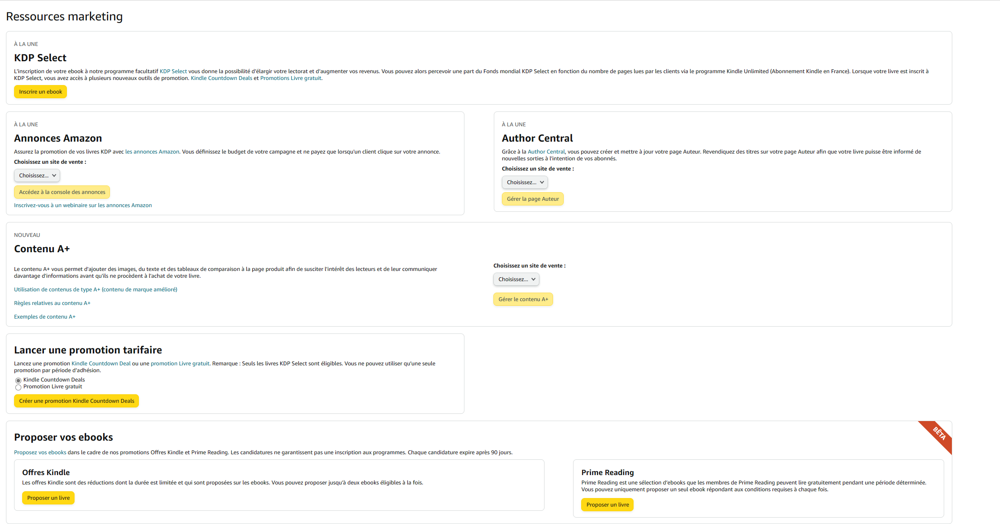 Ressources marketing
À LA UNE
KDP Select
L'inscription de votre ebook à notre programme facultatif KDP Select vous donne la possibilité d'élargir votre lectorat et d'augmenter vos revenus. Vous pouvez alors percevoir une part du Fonds mondial KDP Select en fonction du nombre de pages lues par les clients via le programme Kindle Unlimited (Abonnement Kindle en France). Lorsque votre livre est inscrit à
KDP Select, vous avez accès à plusieurs nouveaux outils de promotion. Kindle Countdown Deals et Promotions Livre gratuit.
Inscrire un ebook
À LA UNE
Annonces Amazon
Assurez la promotion de vos livres KDP avec les annonces Amazon. Vous définissez le budget de votre campagne et ne payez que lorsqu'un client clique sur votre annonce.
Choisissez un site de vente :
Choisissez...
Accédez à la console des annonces
Inscrivez-vous à un webinaire sur les annonces Amazon
À LA UNE
Author Central
Grâce à la Author Central, vous pouvez créer et mettre à jour votre page Auteur. Revendiquez des titres sur votre page Auteur afin que votre livre puisse être informé de
nouvelles sorties à l'intention de vos abonnés.
Choisissez un site de vente :
Choisissez...
Gérer la page Auteur
NOUVEAU
Contenu A+
Le contenu A+ vous permet d'ajouter des images, du texte et des tableaux de comparaison à la page produit afin de susciter l'intérêt des lecteurs et de leur communiquer
davantage d'informations avant qu'ils ne procèdent à l'achat de votre livre.
Utilisation de contenus de type A+ (contenu de marque amélioré)
Règles relatives au contenu A+
Exemples de contenu A+
Choisissez un site de vente :
Choisissez...
Gérer le contenu A+
Lancer une promotion tarifaire
Lancez une promotion Kindle Countdown Deal ou une promotion Livre gratuit. Remarque : Seuls les livres KDP Select sont éligibles. Vous ne pouvez utiliser qu'une seule
promotion par période d'adhésion.
Kindle Countdown Deals
Promotion Livre gratuit
Créer une promotion Kindle Countdown Deals
BÊTA
Proposer vos ebooks
Proposez vos ebooks dans le cadre de nos promotions Offres Kindle et Prime Reading. Les candidatures ne garantissent pas une inscription aux programmes. Chaque candidature expire après 90 jours.
Offres Kindle
Les offres Kindle sont des réductions dont la durée est limitée et qui sont proposées sur les ebooks. Vous pouvez proposer jusqu'à deux ebooks éligibles à la fois.
Proposer un livre
Prime Reading
Prime Reading est une sélection d'ebooks que les membres de Prime Reading peuvent lire gratuitement pendant une période déterminée.
Vous pouvez uniquement proposer un seul ebook répondant aux conditions requises à chaque fois.
Proposer un livre